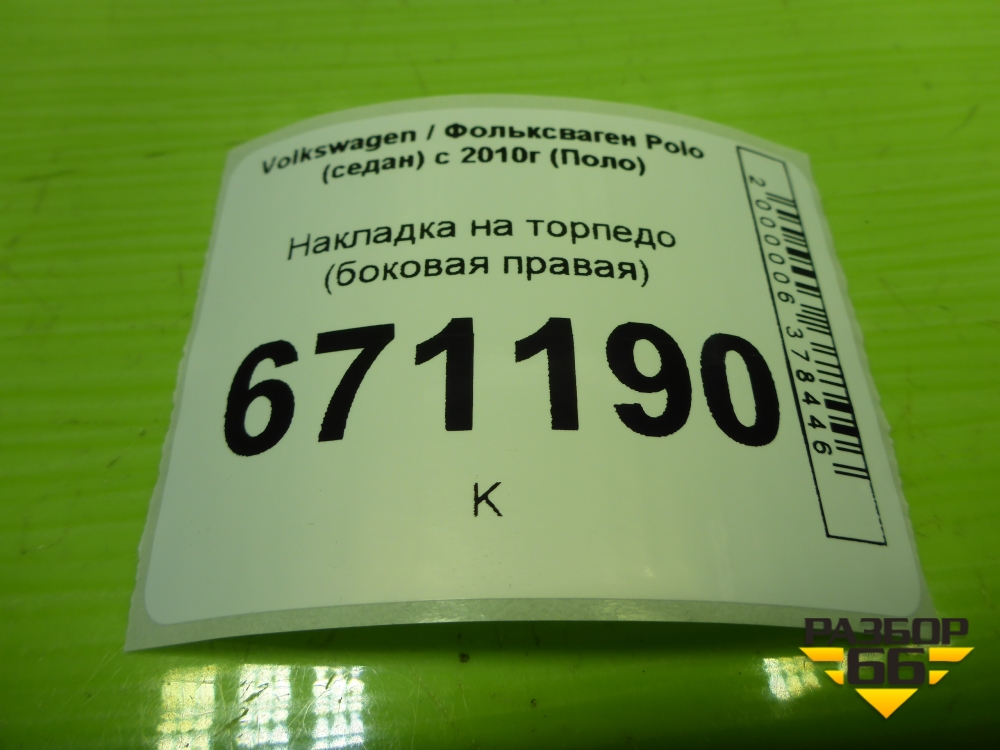 Volkswagen / Фольксваген Polo
(седан) с 2010г (Поло)
Накладка на торпедо
(боковая правая)
671190
К
2000006378446
РАЗБОР
66